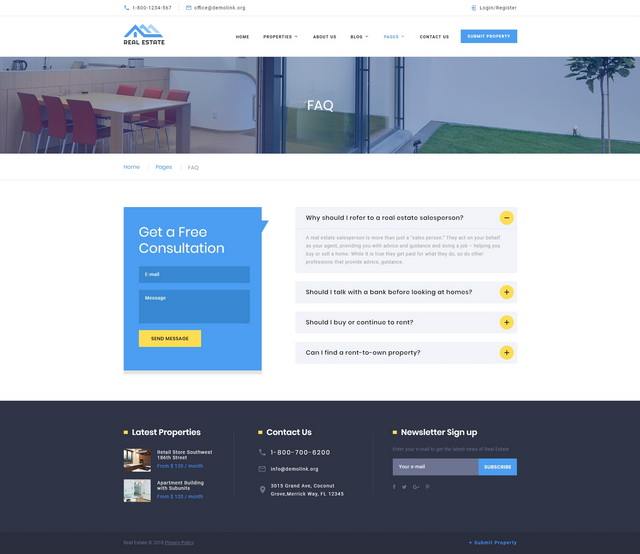 1-800-1234-567
office@demolink.org
Login/Register
REAL ESTATE
HOME
PROPERTIES
ABOUT US
BLOG
PAGES
CONTACT US
SUBMIT PROPERTY
FAQ
Home
Pages
FAQ
Get a Free
Consultation
E-mail
Message
SEND MESSAGE
Why should I refer to a real estate salesperson?
A real estate salesperson is more than just a "sales person." They act on your behalf
as your agent, providing you with advice and guidance and doing a job – helping you
buy or sell a home. While it is true they get paid for what they do, so do other
professions that provide advice, guidance.
Should I talk with a bank before looking at homes?
Should I buy or continue to rent?
Can I find a rent-to-own property?
Latest Properties
Retail Store Southwest
186th Street
From $ 120 / month
Apartment Building
with Subunits
From $ 120 / month
Contact Us
1-800-700-6200
info@demolink.org
3015 Grand Ave, Coconut
Grove,Merrick Way, FL 12345
Newsletter Sign up
Enter your e-mail to get the latest news of Real Estate
Your e-mail
SUBSCRIBE
Real Estate © 2018 Privacy Policy
+ Submit Property